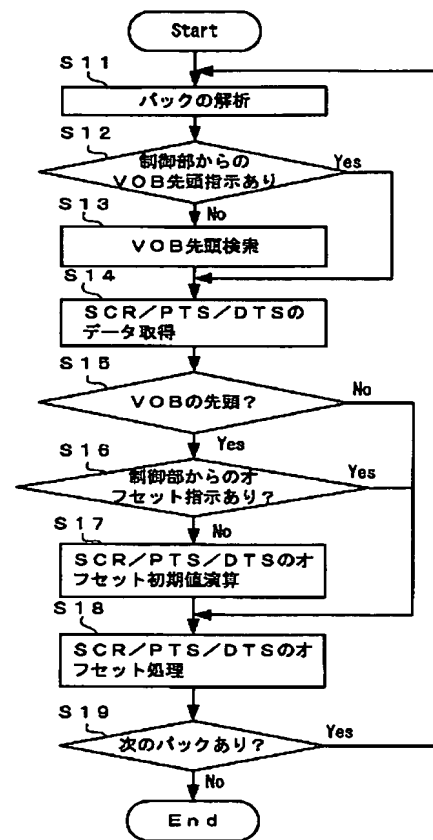 Start
S11
パックの解析
S12
制御部からの
VOB先頭指示あり
Yes
No
S13
VOB先頭検索
S14
SCR/PTS/DTSの
データ取得
S15
VOBの先頭?
No
Yes
S16
制御部からのオ
フセット指示あり?
Yes
No
S17
SCR/PTS/DTSのオ
フセット初期値演算
S18
SCR/PTS/DTSのオ
フセット処理
S19
次のパックあり?
Yes
No
End